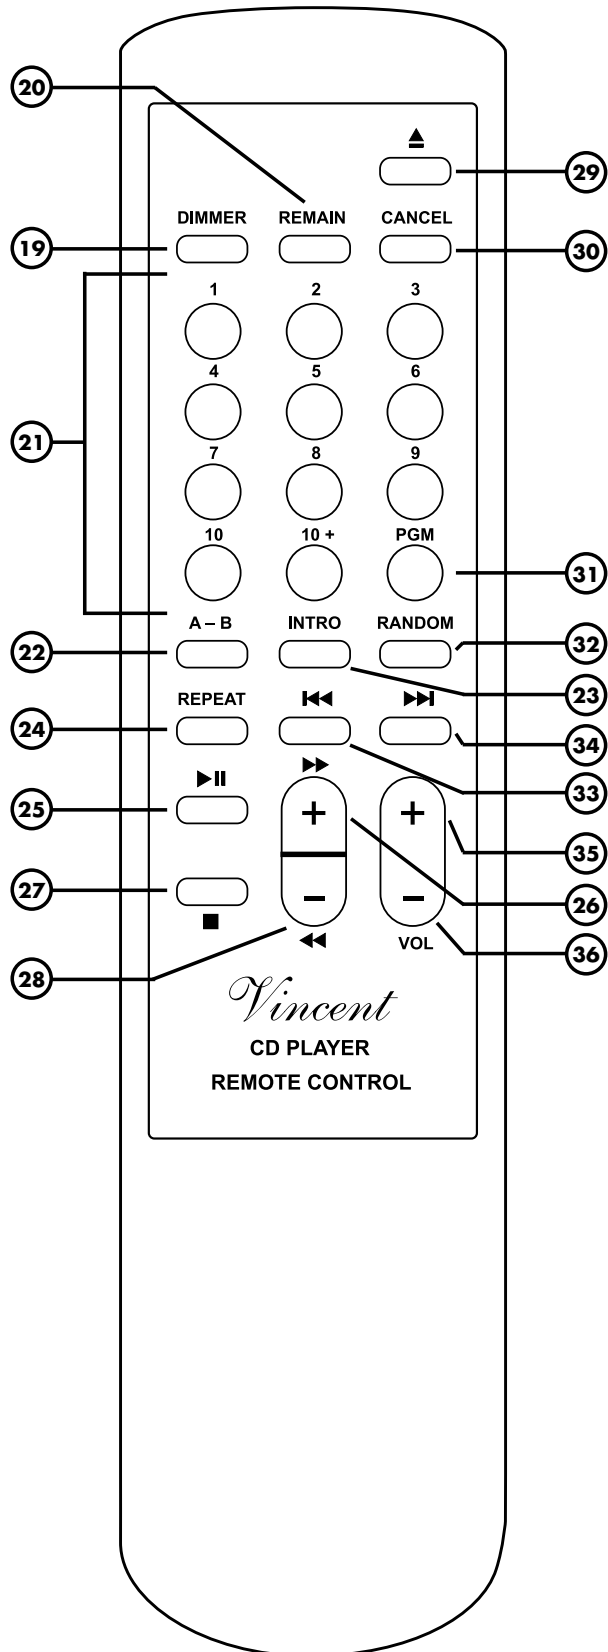 20
29
DIMMER REMAIN CANCEL
19
30
1 2 3
4 5 6
21
7 8 9
10 10 + PGM
31
A – B INTRO RANDOM
22
32
23
REPEAT
24
34
33
25
+ +
35
27
26
– –
VOL
36
28
Vincent
CD PLAYER
REMOTE CONTROL